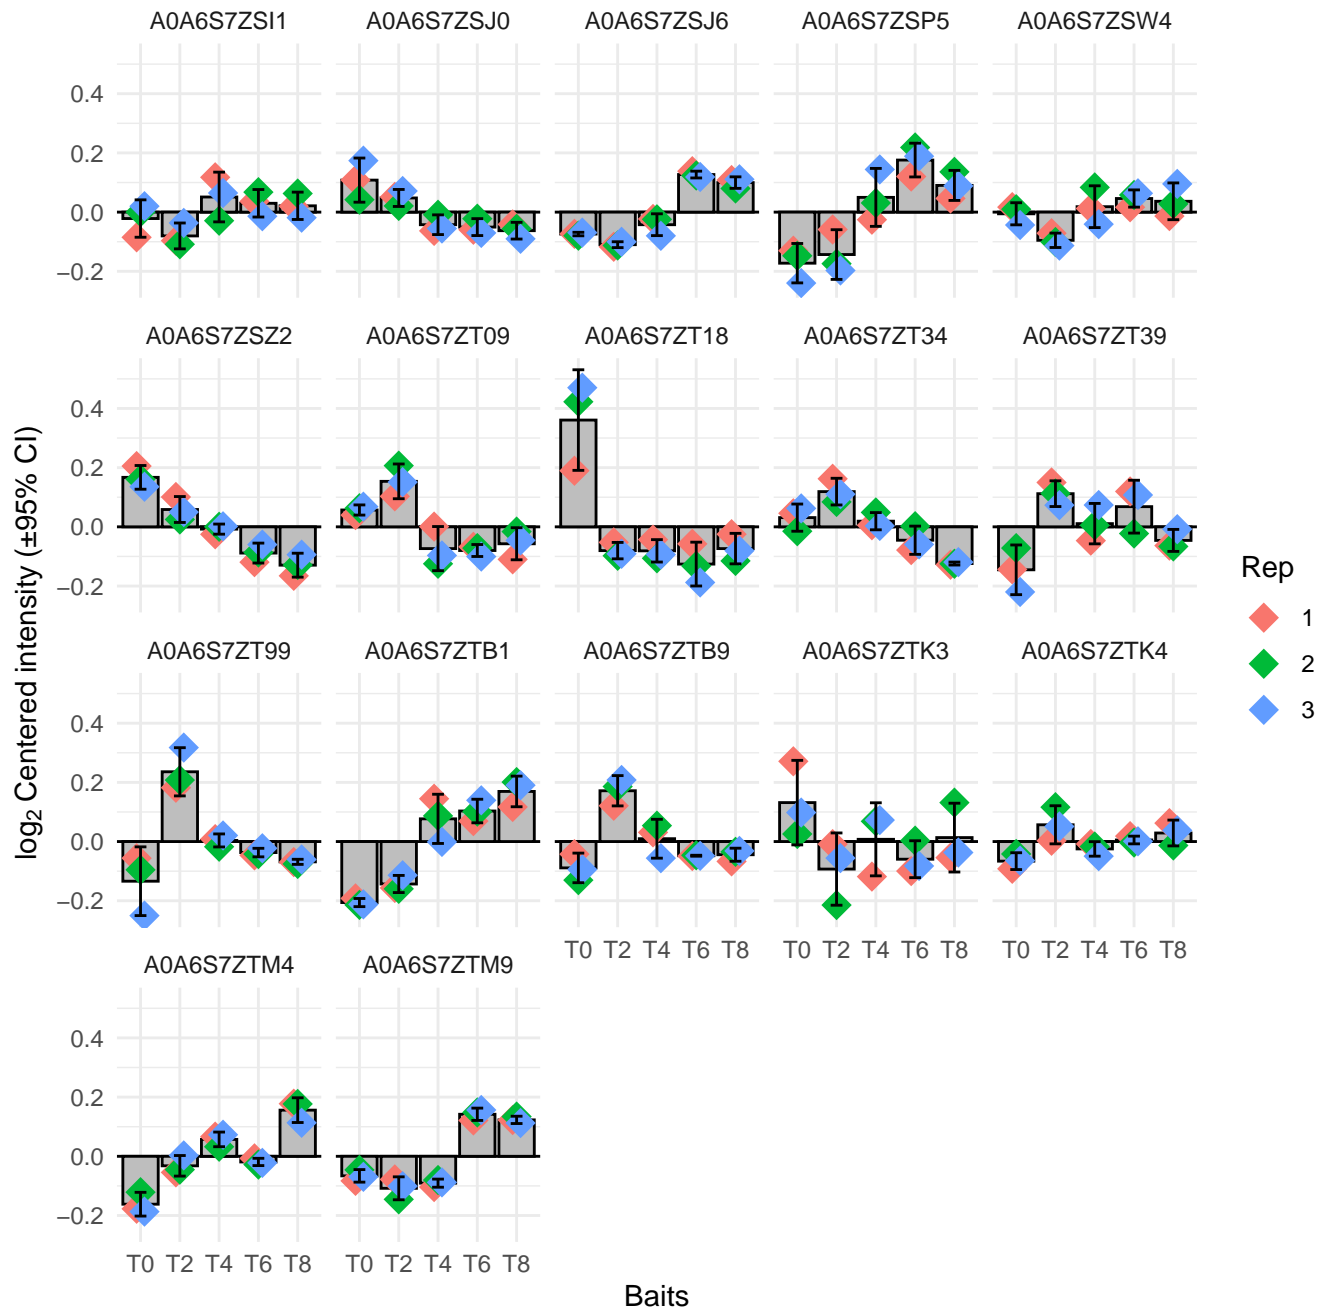 A0A6S7ZSI1 A0A6S7ZSJ0 A0A6S7ZSJ6 A0A6S7ZSP5 A0A6S7ZSW4
0.4
0.2
0.0
−0.2
A0A6S7ZSZ2 A0A6S7ZT09 A0A6S7ZT18 A0A6S7ZT34 A0A6S7ZT39
0.4
0.2
0.0
−0.2
A0A6S7ZT99 A0A6S7ZTB1 A0A6S7ZTB9 A0A6S7ZTK3 A0A6S7ZTK4
0.4
0.2
0.0
−0.2
T0 T2 T4 T6 T8 T0 T2 T4 T6 T8 T0 T2 T4 T6 T8
A0A6S7ZTM4 A0A6S7ZTM9
0.4
0.2
0.0
−0.2
T0 T2 T4 T6 T8 T0 T2 T4 T6 T8
Baits
log2 Centered intensity (±95% CI)
Rep
1
2
3